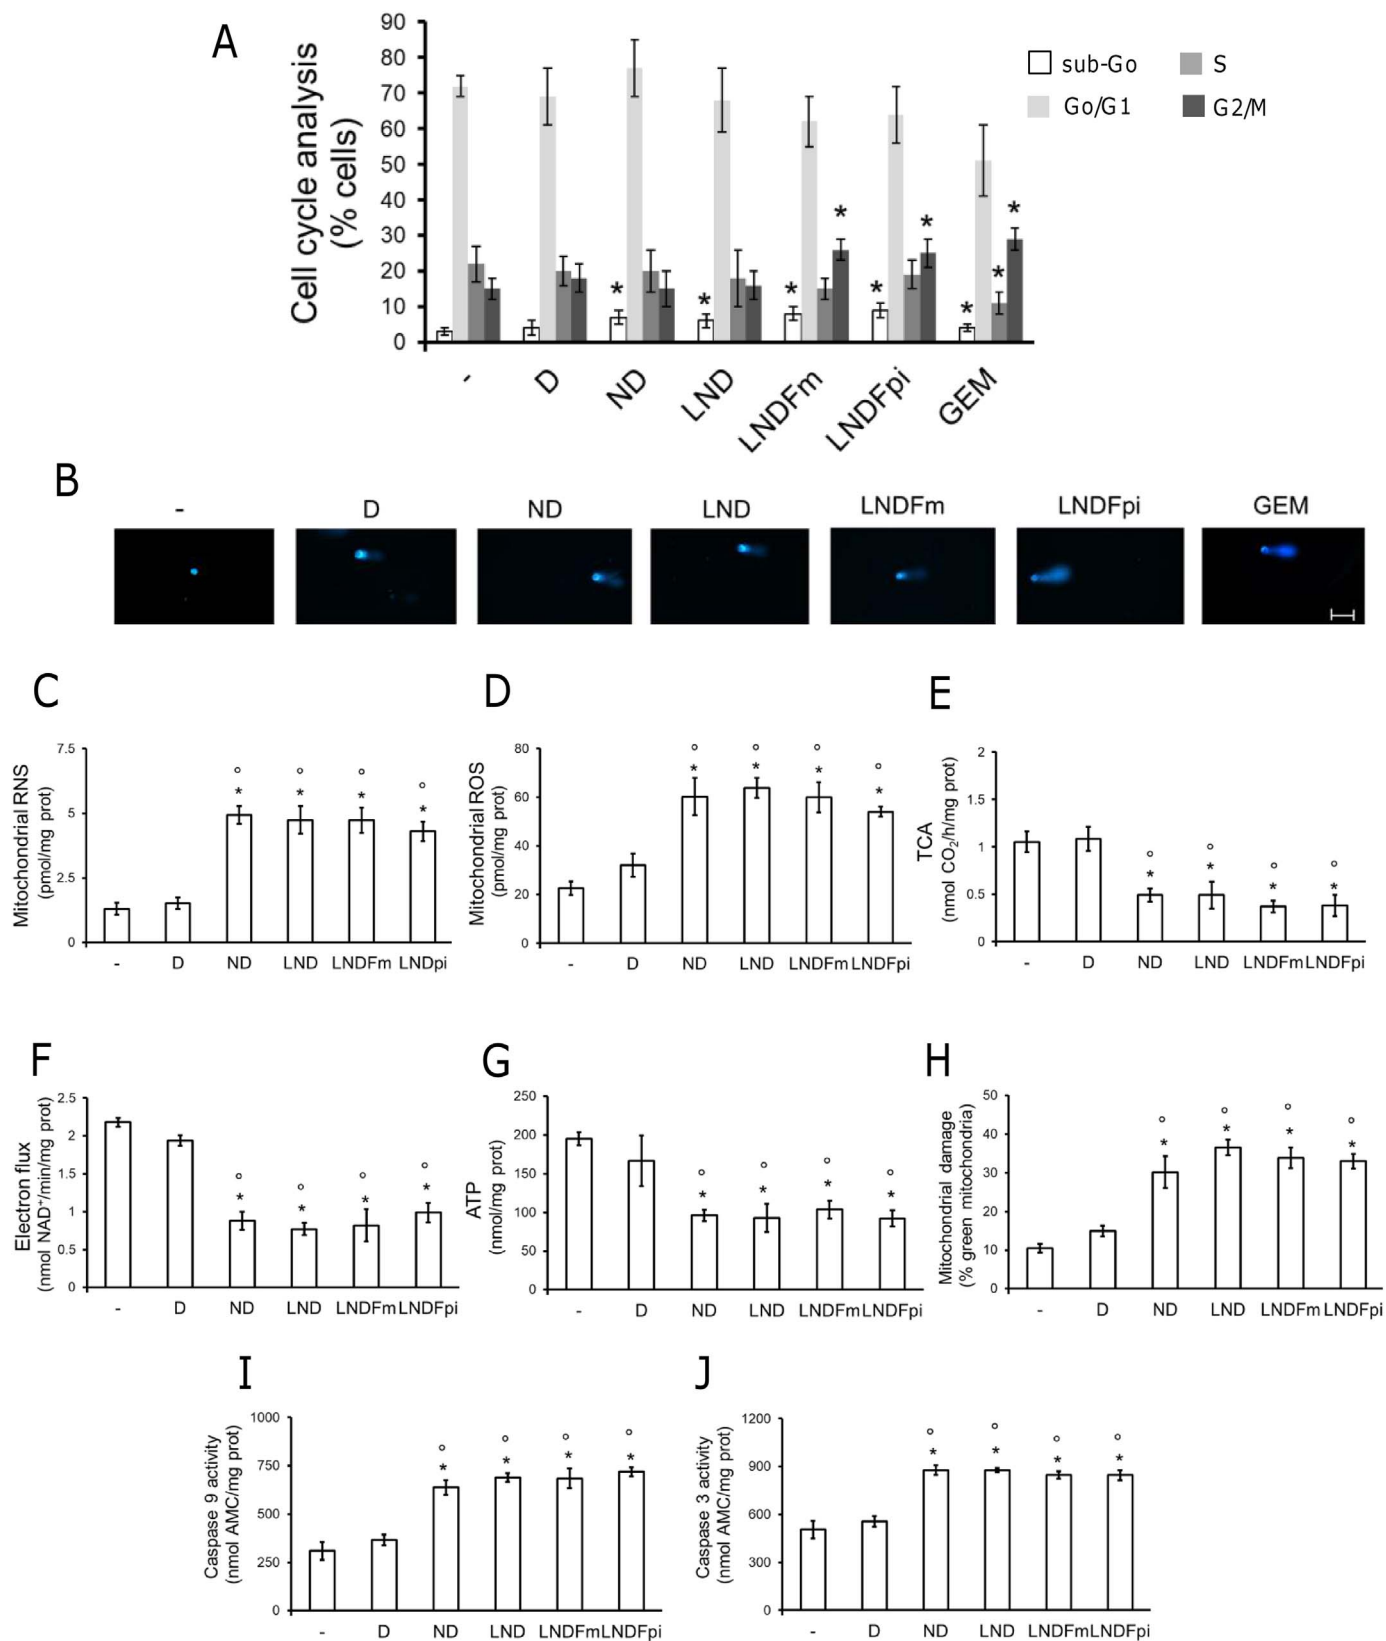 A
Cell cycle analysis
(% cells)
90
80
70
60
50
40
30
20
10
0
sub-Go
S
Go/G1
G2/M
* * * * * * * * *
- D ND LND LNDFm LNDFpi GEM
B
- D ND LND LNDFm LNDFpi GEM
C
Mitochondrial RNS
(pmol/mg prot)
7.5
5
2.5
0
° ° ° °
* * * *
- D ND LND LNDFm LNDpi
D
Mitochondrial ROS
(pmol/mg prot)
80
60
40
20
0
° ° ° °
* * * *
- D ND LND LNDFm LNDFpi
E
TCA
(nmol CO₂/h/mg prot)
2
1.5
1
0.5
0
° ° ° °
* * * *
- D ND LND LNDFm LNDFpi
F
Electron flux
(nmol NAD⁺/min/mg prot)
2.5
2
1.5
1
0.5
0
° ° ° °
* * * *
- D ND LND LNDFm LNDFpi
G
ATP
(nmol/mg prot)
250
200
150
100
50
0
° ° ° °
* * * *
- D ND LND LNDFm LNDFpi
H
Mitochondrial damage
(% green mitochondria)
50
40
30
20
10
0
° ° ° °
* * * *
- D ND LND LNDFm LNDFpi
I
Caspase 9 activity
(nmol AMC/mg prot)
1000
750
500
250
0
° ° ° °
* * * *
- D ND LND LNDFm LNDFpi
J
Caspase 3 activity
(nmol AMC/mg prot)
1200
900
600
300
0
° ° ° °
* * * *
- D ND LND LNDFm LNDFpi